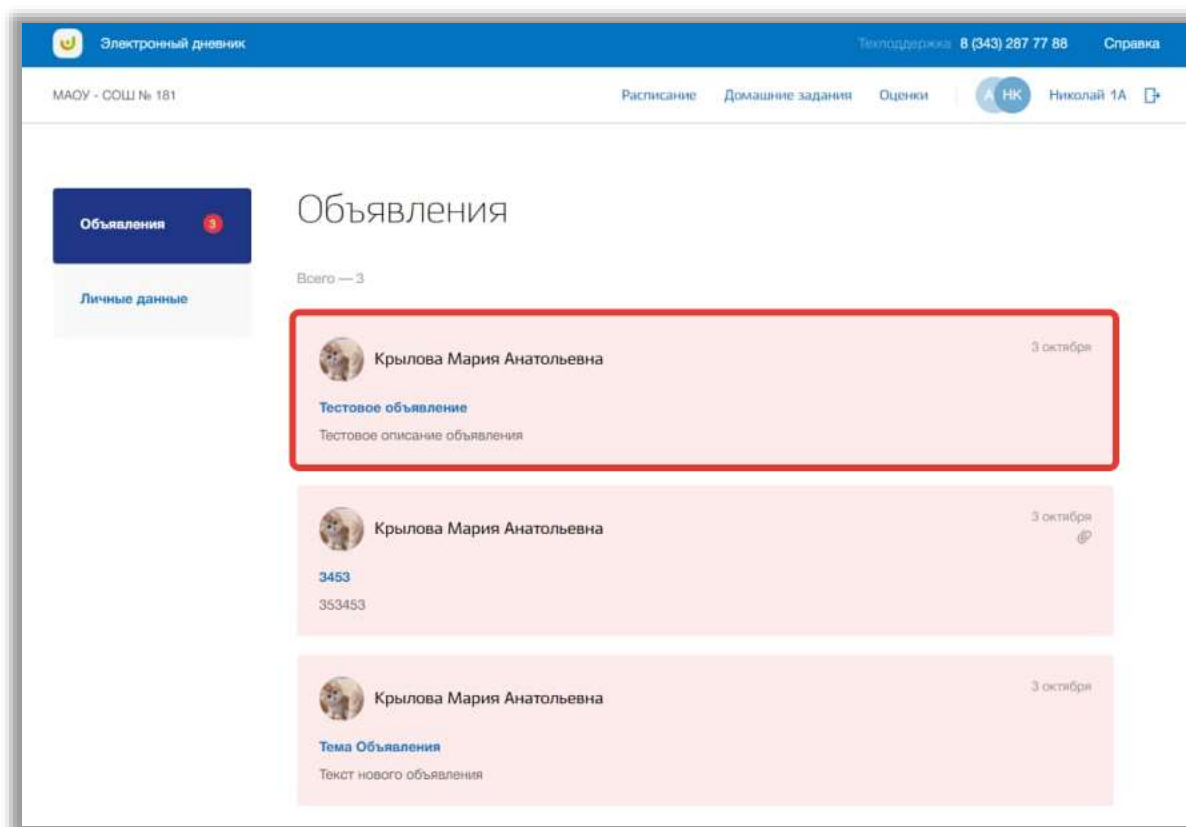 Электронный дневник
Техподдержка 8 (343) 287 77 88 Справка
МАОУ - СОШ № 181
Расписание Домашние задания Оценки А НК Николай 1А
Объявления 3
Личные данные
Объявления
Всего — 3
Крылова Мария Анатольевна 3 октября
Тестовое объявление
Тестовое описание объявления
Крылова Мария Анатольевна 3 октября
3453
353453
Крылова Мария Анатольевна 3 октября
Тема Объявления
Текст нового объявления